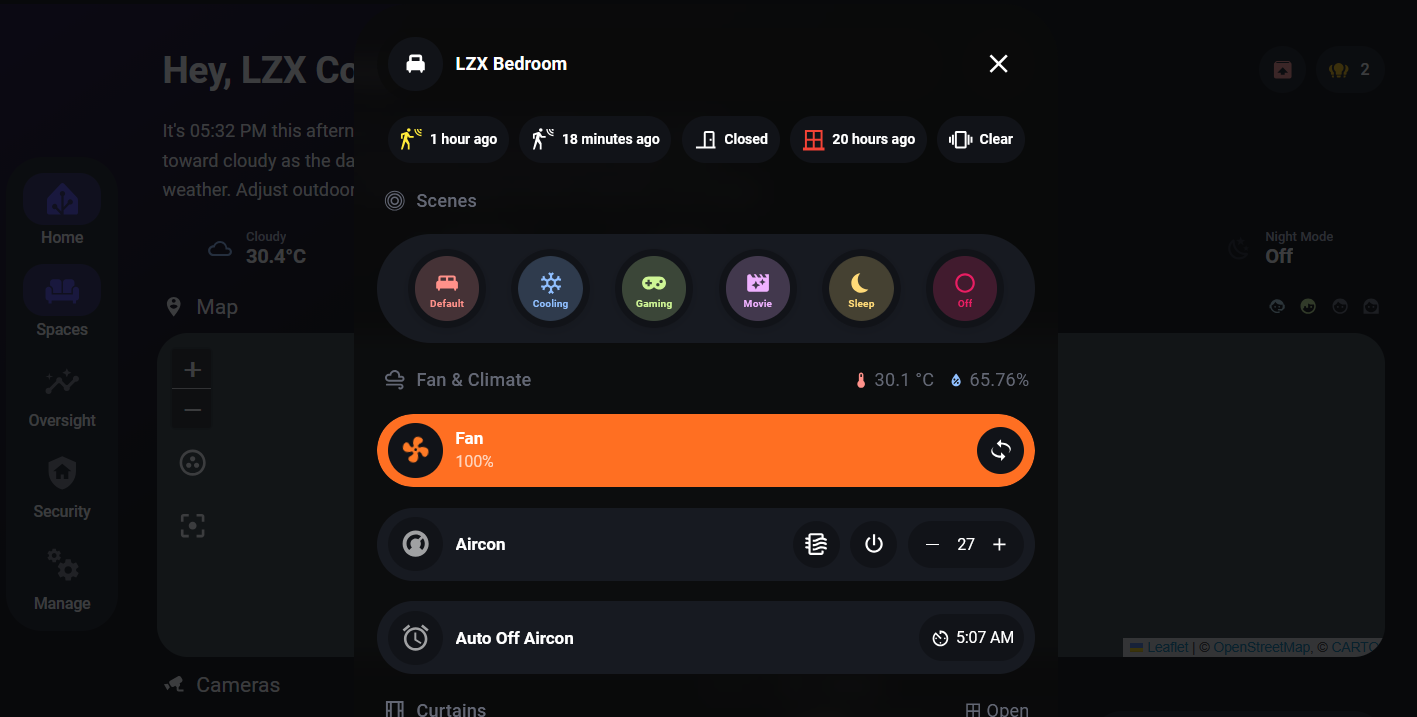 Hey, LZX Co
It's 05:32 PM this aftern
toward cloudy as the da
weather. Adjust outdoor
Cloudy
30.4°C
Map
+
−
Cameras
Home
Spaces
Oversight
Security
Manage
2
Night Mode
Off
Leaflet | © OpenStreetMap, © CARTO
LZX Bedroom
1 hour ago
18 minutes ago
Closed
20 hours ago
Clear
Scenes
Default
Cooling
Gaming
Movie
Sleep
Off
Fan & Climate
30.1 °C
65.76%
Fan
100%
Aircon
− 27 +
Auto Off Aircon
5:07 AM
Curtains
Open